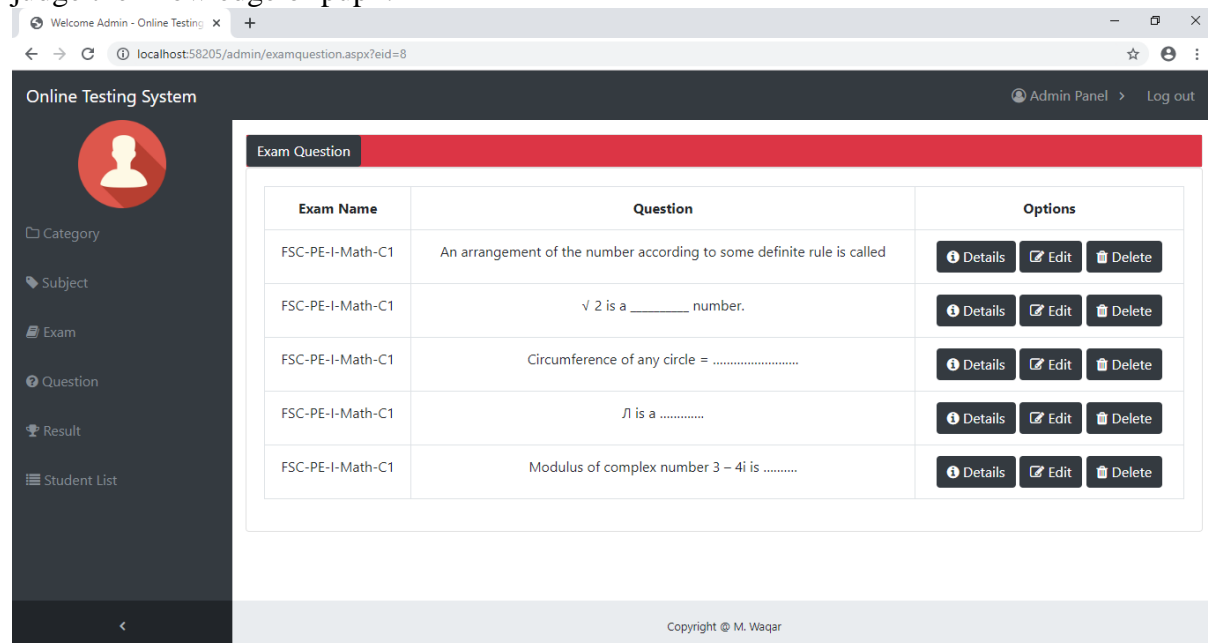 Welcome Admin - Online Testing
localhost:58205/admin/examquestion.aspx?eid=8
Online Testing System
Admin Panel > Log out
Exam Question
Exam Name Question Options
Category
FSC-PE-I-Math-C1 An arrangement of the number according to some definite rule is called Details Edit Delete
Subject
FSC-PE-I-Math-C1 √ 2 is a __________ number. Details Edit Delete
Exam
FSC-PE-I-Math-C1 Circumference of any circle = ......................... Details Edit Delete
Question
FSC-PE-I-Math-C1 Л is a ............. Details Edit Delete
Result
FSC-PE-I-Math-C1 Modulus of complex number 3 – 4i is .......... Details Edit Delete
Student List
Copyright @ M. Waqar